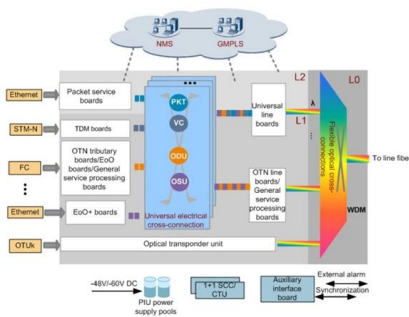 NMS
GMPLS
L2
L0
Ethernet
Packet service
boards
PKT
Universal
line
boards
λ
L1
STM-N
TDM boards
VC
FC
OTN tributary
boards/EoO
boards/General
service processing
boards
ODU
OSU
OTN line
boards/
General
service
processing
boards
Flexible optical cross-
connections
To line fibe
WDM
Ethernet
EoO+ boards
Universal electrical
cross-connection
OTUk
Optical transponder unit
-48V/-60V DC
PIU power
supply pools
1+1 SCC/
CTU
Auxiliary
interface
board
External alarm
Synchronization